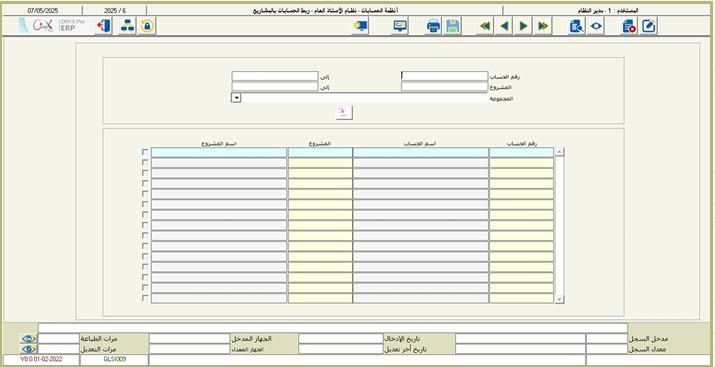 المستخدم : 1 - مدير النظام
أنظمة الحسابات - نظام الأستاذ العام - ربط الحسابات بالمشاريع
2025 / 6
07/05/2025
ONYX Pro
ERP
رقم الحساب
إلى
المشروع
إلى
المجموعة
رقم الحساب
اسم الحساب
المشروع
اسم المشروع
مدخل السجل
تاريخ الإدخال
الجهاز المدخل
مرات الطباعة
معدل السجل
تاريخ أخر تعديل
الجهاز المعدل
مرات التعديل
GLSI009
V8.0.01-02-2022